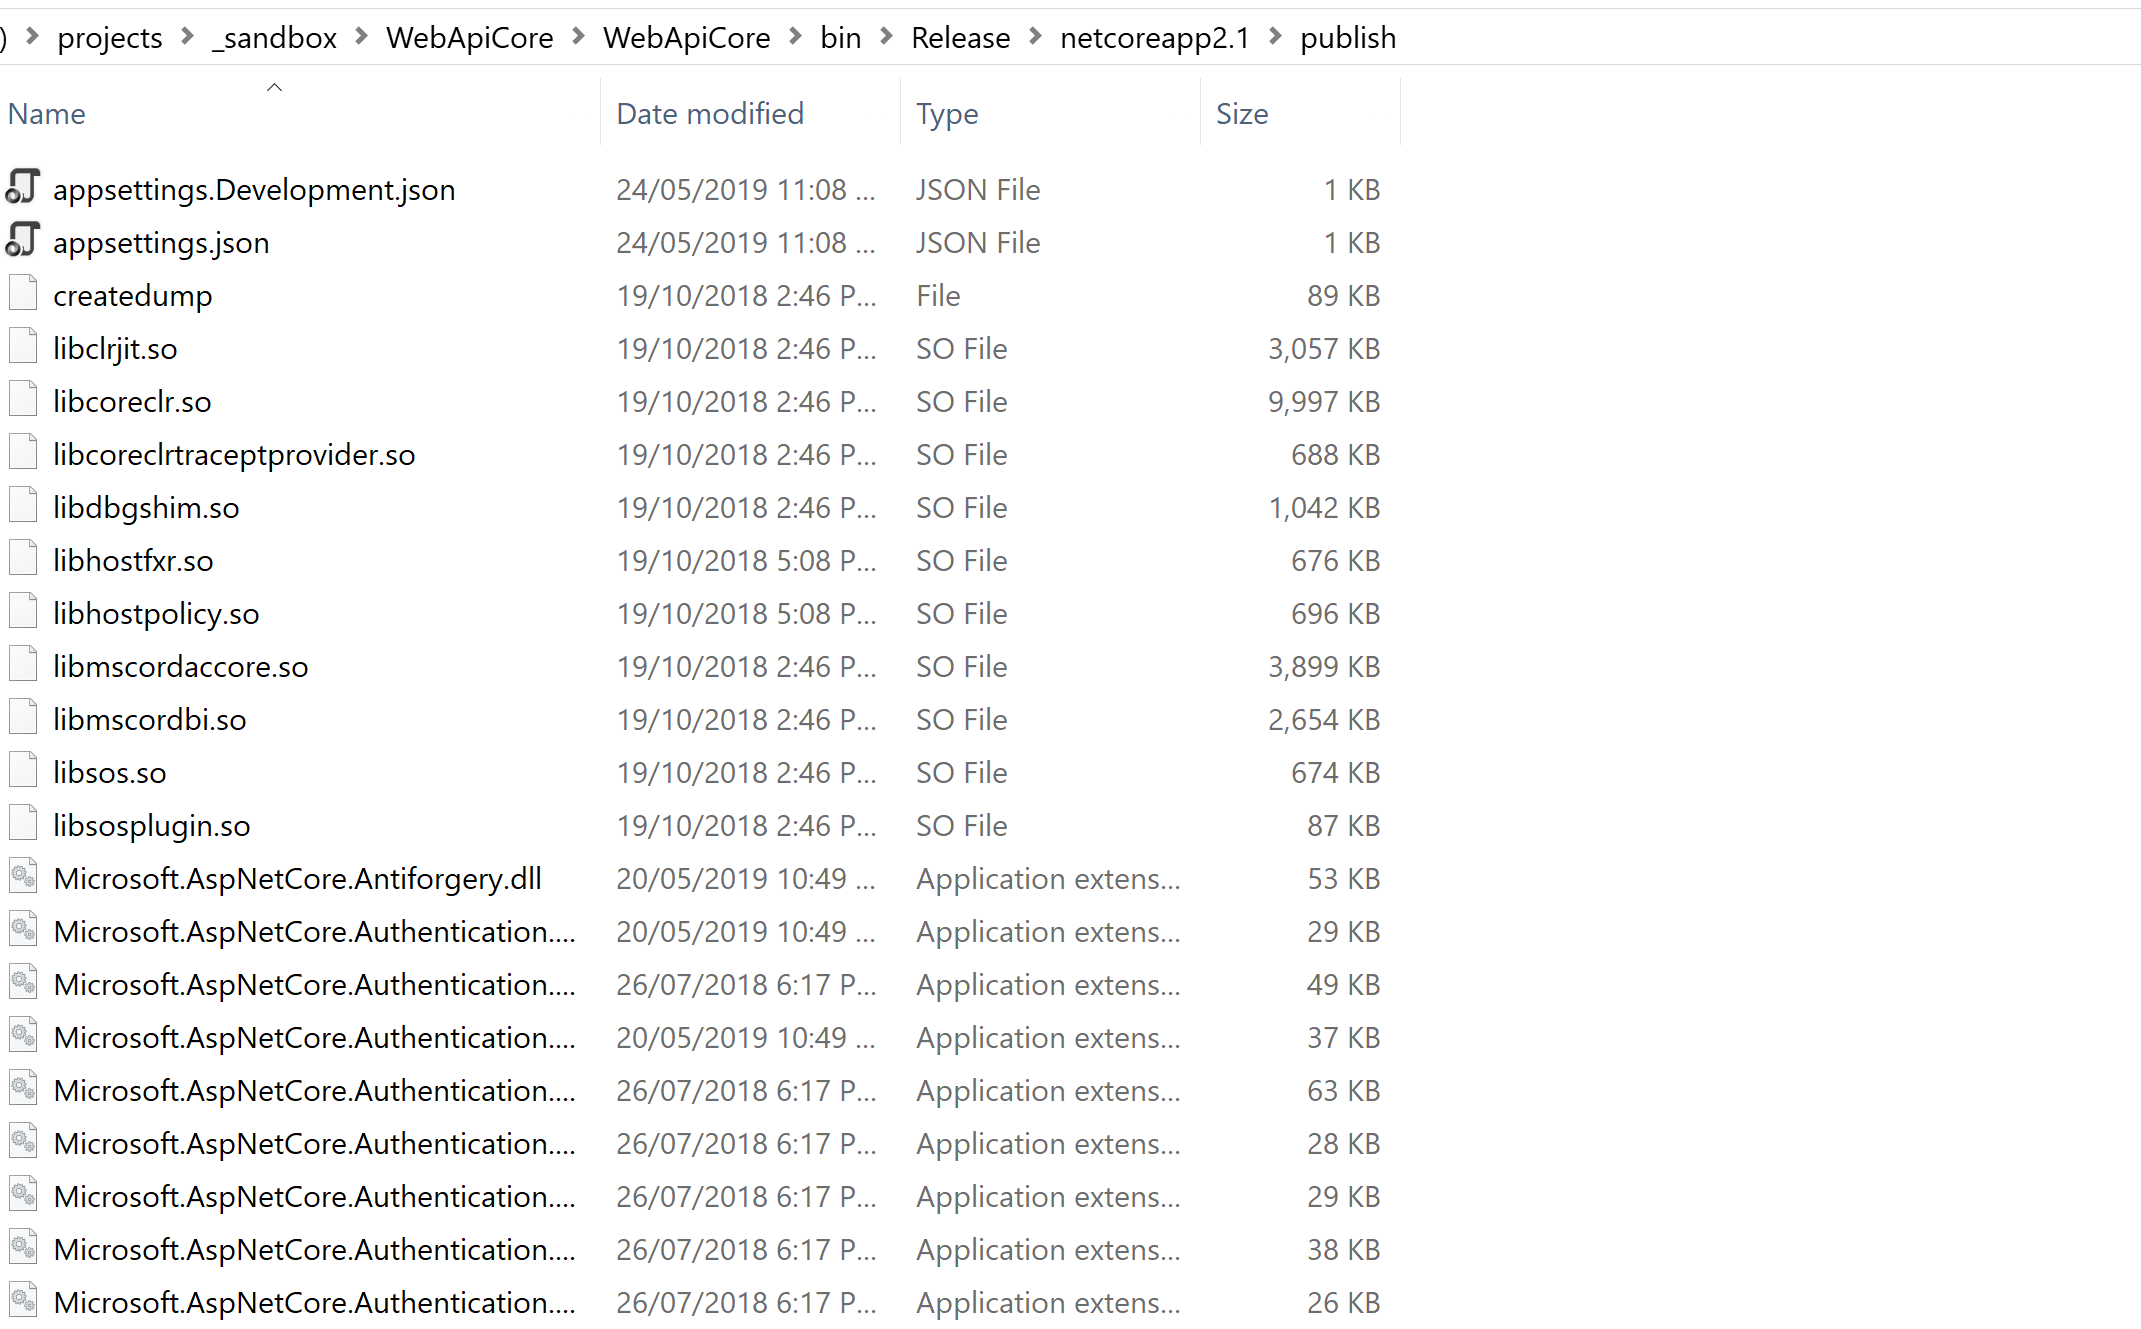 ) > projects > _sandbox > WebApiCore > WebApiCore > bin > Release > netcoreapp2.1 > publish
Name Date modified Type Size
appsettings.Development.json 24/05/2019 11:08 ... JSON File 1 KB
appsettings.json 24/05/2019 11:08 ... JSON File 1 KB
createdump 19/10/2018 2:46 P... File 89 KB
libclrjit.so 19/10/2018 2:46 P... SO File 3,057 KB
libcoreclr.so 19/10/2018 2:46 P... SO File 9,997 KB
libcoreclrtraceptprovider.so 19/10/2018 2:46 P... SO File 688 KB
libdbgshim.so 19/10/2018 2:46 P... SO File 1,042 KB
libhostfxr.so 19/10/2018 5:08 P... SO File 676 KB
libhostpolicy.so 19/10/2018 5:08 P... SO File 696 KB
libmscordaccore.so 19/10/2018 2:46 P... SO File 3,899 KB
libmscordbi.so 19/10/2018 2:46 P... SO File 2,654 KB
libsos.so 19/10/2018 2:46 P... SO File 674 KB
libsosplugin.so 19/10/2018 2:46 P... SO File 87 KB
Microsoft.AspNetCore.Antiforgery.dll 20/05/2019 10:49 ... Application extens... 53 KB
Microsoft.AspNetCore.Authentication.... 20/05/2019 10:49 ... Application extens... 29 KB
Microsoft.AspNetCore.Authentication.... 26/07/2018 6:17 P... Application extens... 49 KB
Microsoft.AspNetCore.Authentication.... 20/05/2019 10:49 ... Application extens... 37 KB
Microsoft.AspNetCore.Authentication.... 26/07/2018 6:17 P... Application extens... 63 KB
Microsoft.AspNetCore.Authentication.... 26/07/2018 6:17 P... Application extens... 28 KB
Microsoft.AspNetCore.Authentication.... 26/07/2018 6:17 P... Application extens... 29 KB
Microsoft.AspNetCore.Authentication.... 26/07/2018 6:17 P... Application extens... 38 KB
Microsoft.AspNetCore.Authentication.... 26/07/2018 6:17 P... Application extens... 26 KB